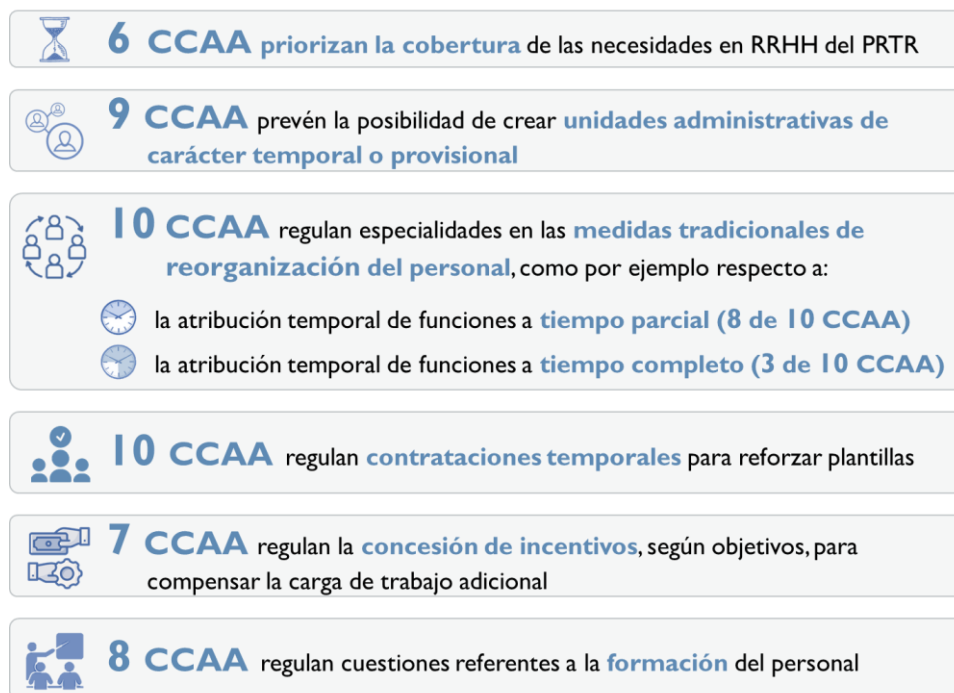 6 CCAA priorizan la cobertura de las necesidades en RRHH del PRTR
9 CCAA prevén la posibilidad de crear unidades administrativas de
carácter temporal o provisional
10 CCAA regulan especialidades en las medidas tradicionales de
reorganización del personal, como por ejemplo respecto a:
la atribución temporal de funciones a tiempo parcial (8 de 10 CCAA)
la atribución temporal de funciones a tiempo completo (3 de 10 CCAA)
10 CCAA regulan contrataciones temporales para reforzar plantillas
7 CCAA regulan la concesión de incentivos, según objetivos, para
compensar la carga de trabajo adicional
8 CCAA regulan cuestiones referentes a la formación del personal